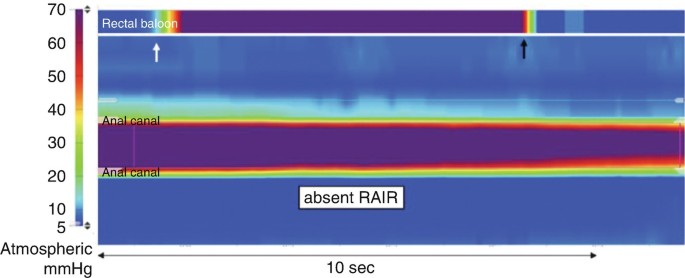 70
60
50
40
30
20
10
5
Atmospheric
mmHg
Rectal baloon
Anal canal
Anal canal
absent RAIR
10 sec